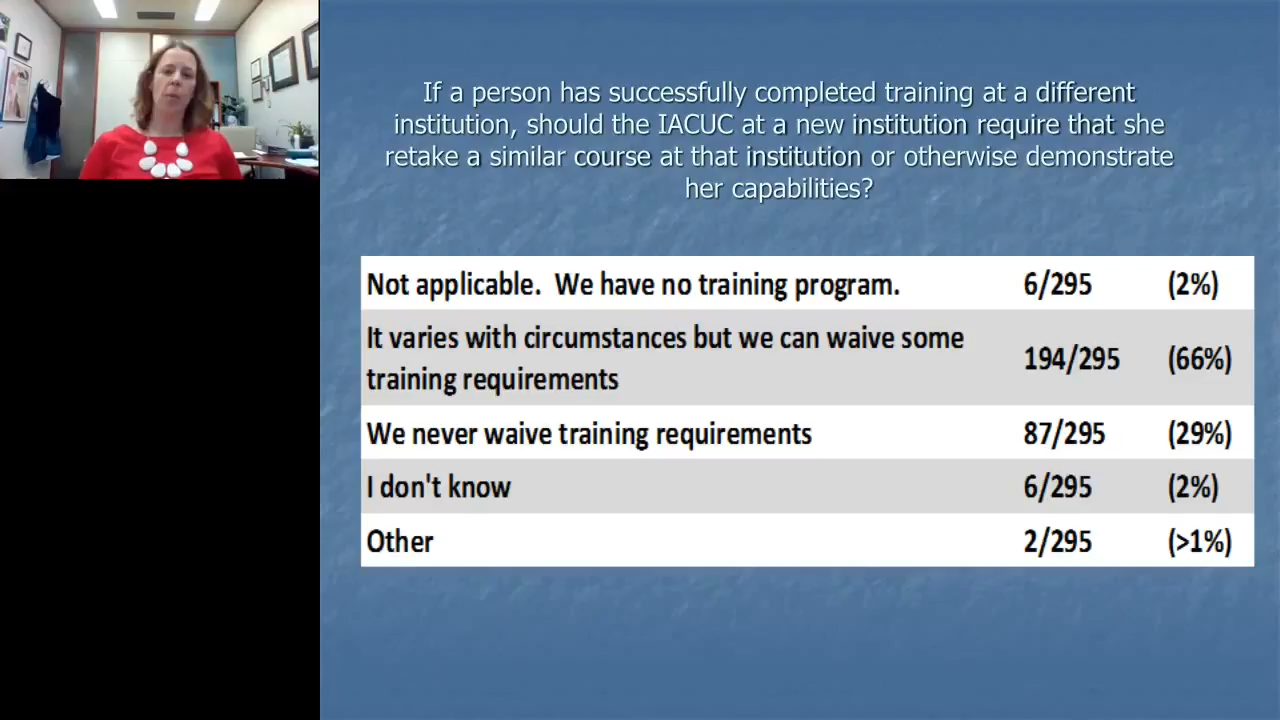 If a person has successfully completed training at a different
institution, should the IACUC at a new institution require that she
retake a similar course at that institution or otherwise demonstrate
her capabilities?
Not applicable.  We have no training program. 6/295 (2%)
It varies with circumstances but we can waive some
training requirements 194/295 (66%)
We never waive training requirements 87/295 (29%)
I don't know 6/295 (2%)
Other 2/295 (>1%)